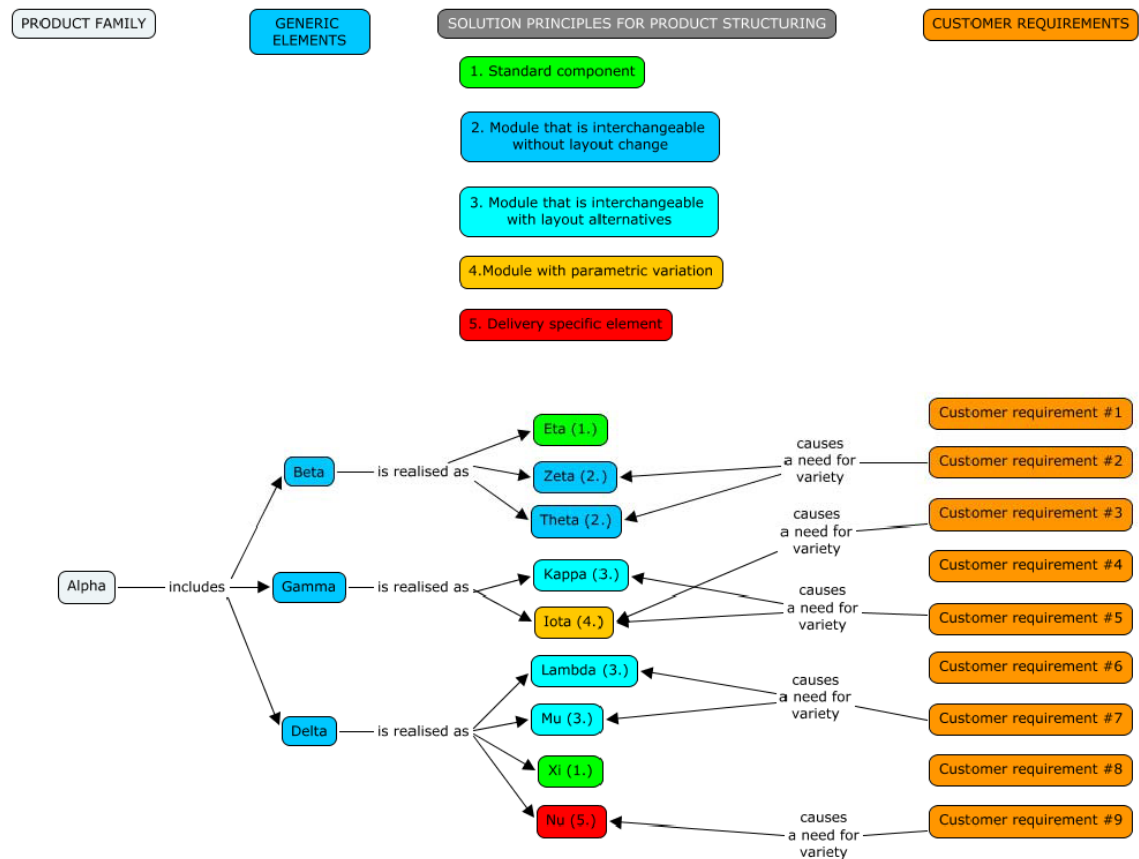 PRODUCT FAMILY
GENERIC
ELEMENTS
SOLUTION PRINCIPLES FOR PRODUCT STRUCTURING
CUSTOMER REQUIREMENTS
1. Standard component
2. Module that is interchangeable
without layout change
3. Module that is interchangeable
with layout alternatives
4.Module with parametric variation
5. Delivery specific element
Alpha
includes
Beta
is realised as
Eta (1.)
Zeta (2.)
Theta (2.)
causes
a need for
variety
Customer requirement #1
Customer requirement #2
Gamma
is realised as
Kappa (3.)
Iota (4.)
causes
a need for
variety
causes
a need for
variety
Customer requirement #3
Customer requirement #4
Customer requirement #5
Delta
is realised as
Lambda (3.)
Mu (3.)
Xi (1.)
Nu (5.)
causes
a need for
variety
causes
a need for
variety
Customer requirement #6
Customer requirement #7
Customer requirement #8
Customer requirement #9